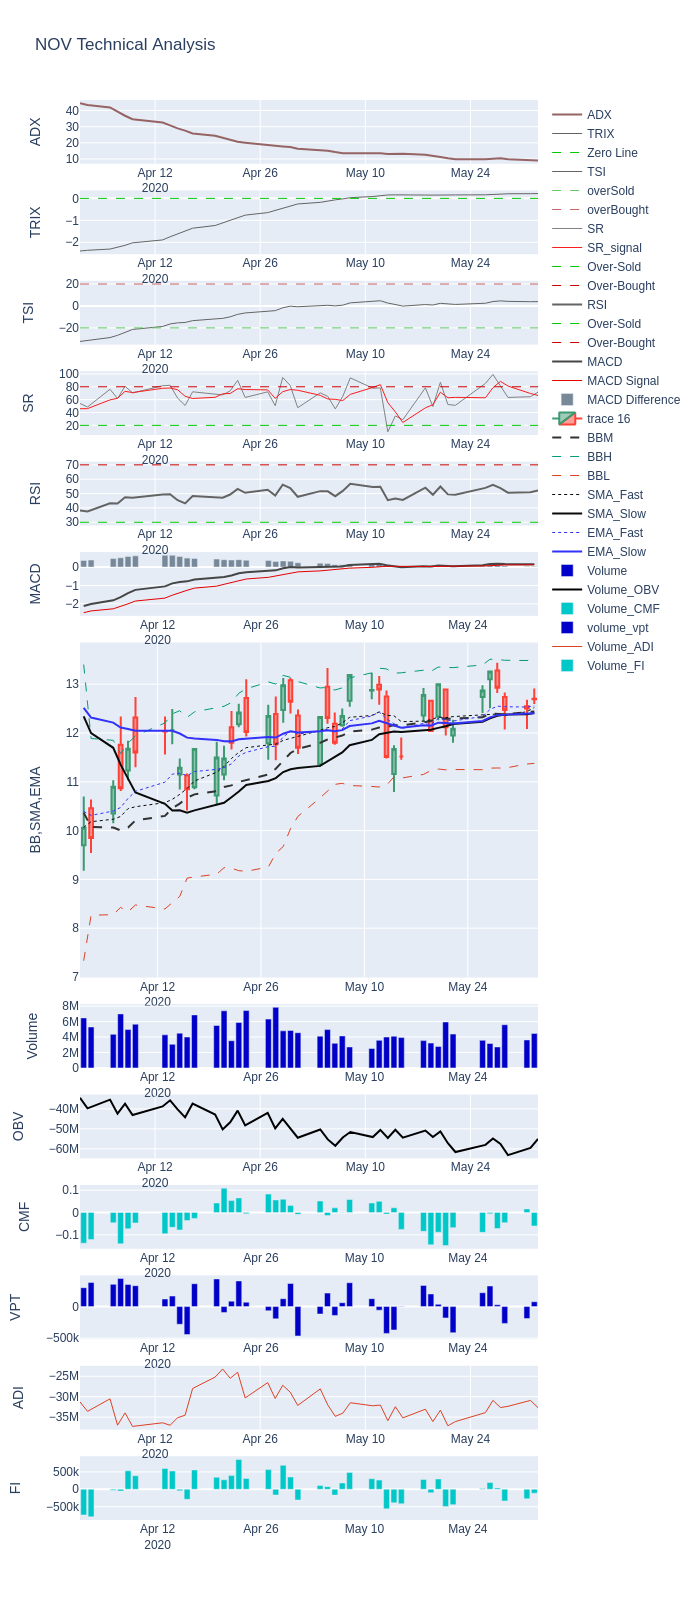 NOV Technical Analysis
ADX
40
30
20
10
Apr 12
2020
Apr 26
May 10
May 24
TRIX
0
−1
−2
Apr 12
2020
Apr 26
May 10
May 24
TSI
20
0
−20
Apr 12
2020
Apr 26
May 10
May 24
SR
100
80
60
40
20
Apr 12
2020
Apr 26
May 10
May 24
RSI
70
60
50
40
30
Apr 12
2020
Apr 26
May 10
May 24
MACD
0
−1
−2
Apr 12
2020
Apr 26
May 10
May 24
BB,SMA,EMA
13
12
11
10
9
8
7
Apr 12
2020
Apr 26
May 10
May 24
Volume
8M
6M
4M
2M
0
Apr 12
2020
Apr 26
May 10
May 24
OBV
−40M
−50M
−60M
Apr 12
2020
Apr 26
May 10
May 24
CMF
0.1
0
−0.1
Apr 12
2020
Apr 26
May 10
May 24
VPT
0
−500k
Apr 12
2020
Apr 26
May 10
May 24
ADI
−25M
−30M
−35M
Apr 12
2020
Apr 26
May 10
May 24
FI
500k
0
−500k
Apr 12
2020
Apr 26
May 10
May 24
ADX
TRIX
Zero Line
TSI
overSold
overBought
SR
SR_signal
Over-Sold
Over-Bought
RSI
Over-Sold
Over-Bought
MACD
MACD Signal
MACD Difference
trace 16
BBM
BBH
BBL
SMA_Fast
SMA_Slow
EMA_Fast
EMA_Slow
Volume
Volume_OBV
Volume_CMF
volume_vpt
Volume_ADI
Volume_FI